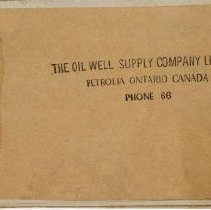 THE OIL WELL SUPPLY COMPANY
PETROLIA ONTARIO CANADA
PHONE 66